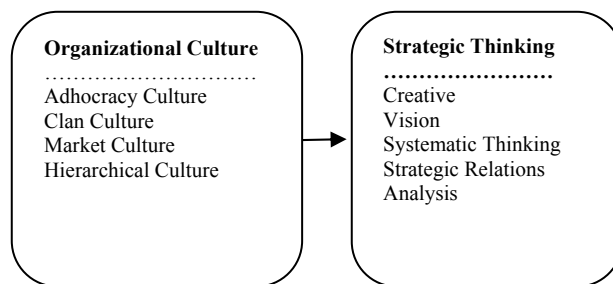 Organizational Culture
…………………………
Adhocracy Culture
Clan Culture
Market Culture
Hierarchical Culture
Strategic Thinking
……………………
Creative
Vision
Systematic Thinking
Strategic Relations
Analysis